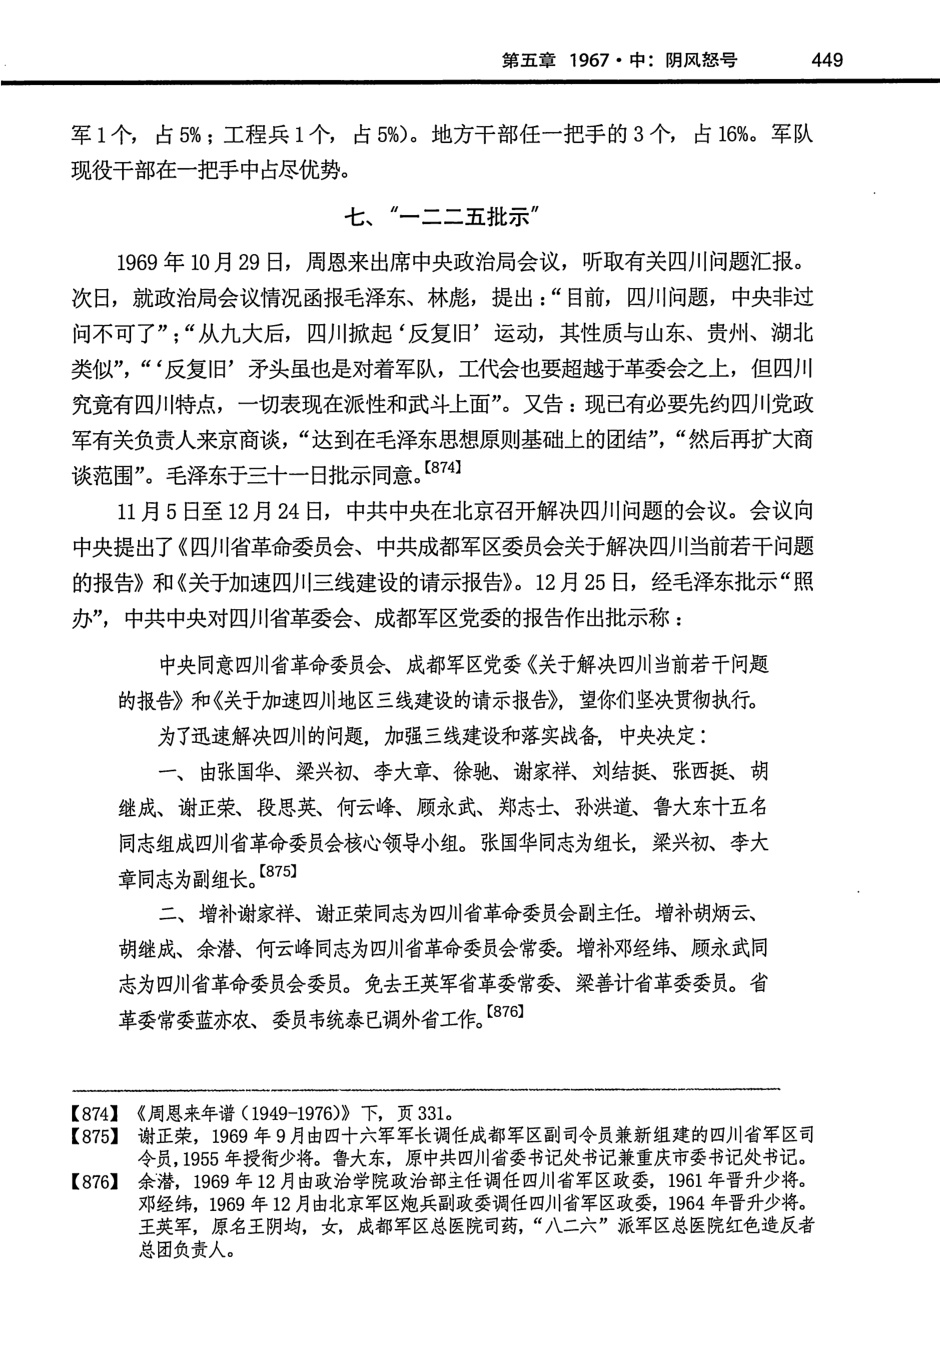 第五章 1967·中：阴风怒号 449
军1个，占5%；工程兵1个，占5%）。地方干部任一把手的3个，占16%。军队
现役干部在一把手中占尽优势。
七、“一二二五批示”
1969年10月29日，周恩来出席中央政治局会议，听取有关四川问题汇报。
次日，就政治局会议情况函报毛泽东、林彪，提出：“目前，四川问题，中央非过
问不可了”；“从九大后，四川掀起‘反复旧’运动，其性质与山东、贵州、湖北
类似”，“‘反复旧’矛头虽也是对着军队，工代会也要超越于革委会之上，但四川
究竟有四川特点，一切表现在派性和武斗上面”。又告：现已有必要先约四川党政
军有关负责人来京商谈，“达到在毛泽东思想原则基础上的团结”，“然后再扩大商
谈范围”。毛泽东于三十一日批示同意。【874】
11月5日至12月24日，中共中央在北京召开解决四川问题的会议。会议向
中央提出了《四川省革命委员会、中共成都军区委员会关于解决四川当前若干问题
的报告》和《关于加速四川三线建设的请示报告》。12月25日，经毛泽东批示“照
办”，中共中央对四川省革委会、成都军区党委的报告作出批示称：
中央同意四川省革命委员会、成都军区党委《关于解决四川当前若干问题
的报告》和《关于加速四川地区三线建设的请示报告》，望你们坚决贯彻执行。
为了迅速解决四川的问题，加强三线建设和落实战备，中央决定：
一、由张国华、梁兴初、李大章、徐驰、谢家祥、刘结挺、张西挺、胡
继成、谢正荣、段思英、何云峰、顾永武、郑志士、孙洪道、鲁大东十五名
同志组成四川省革命委员会核心领导小组。张国华同志为组长，梁兴初、李大
章同志为副组长。【875】
二、增补谢家祥、谢正荣同志为四川省革命委员会副主任。增补胡炳云、
胡继成、余潜、何云峰同志为四川省革命委员会常委。增补邓经纬、顾永武同
志为四川省革命委员会委员。免去王英军省革委常委、梁善计省革委委员。省
革委常委蓝亦农、委员韦统泰已调外省工作。【876】
【874】《周恩来年谱（1949-1976）》下，页331。
【875】谢正荣，1969年9月由四十六军军长调任成都军区副司令员兼新组建的四川省军区司
令员，1955年授衔少将。鲁大东，原中共四川省委书记处书记兼重庆市委书记处书记。
【876】余潜，1969年12月由政治学院政治部主任调任四川省军区政委，1961年晋升少将。
邓经纬，1969年12月由北京军区炮兵副政委调任四川省军区政委，1964年晋升少将。
王英军，原名王阴均，女，成都军区总医院司药，“八二六”派军区总医院红色造反者
总团负责人。